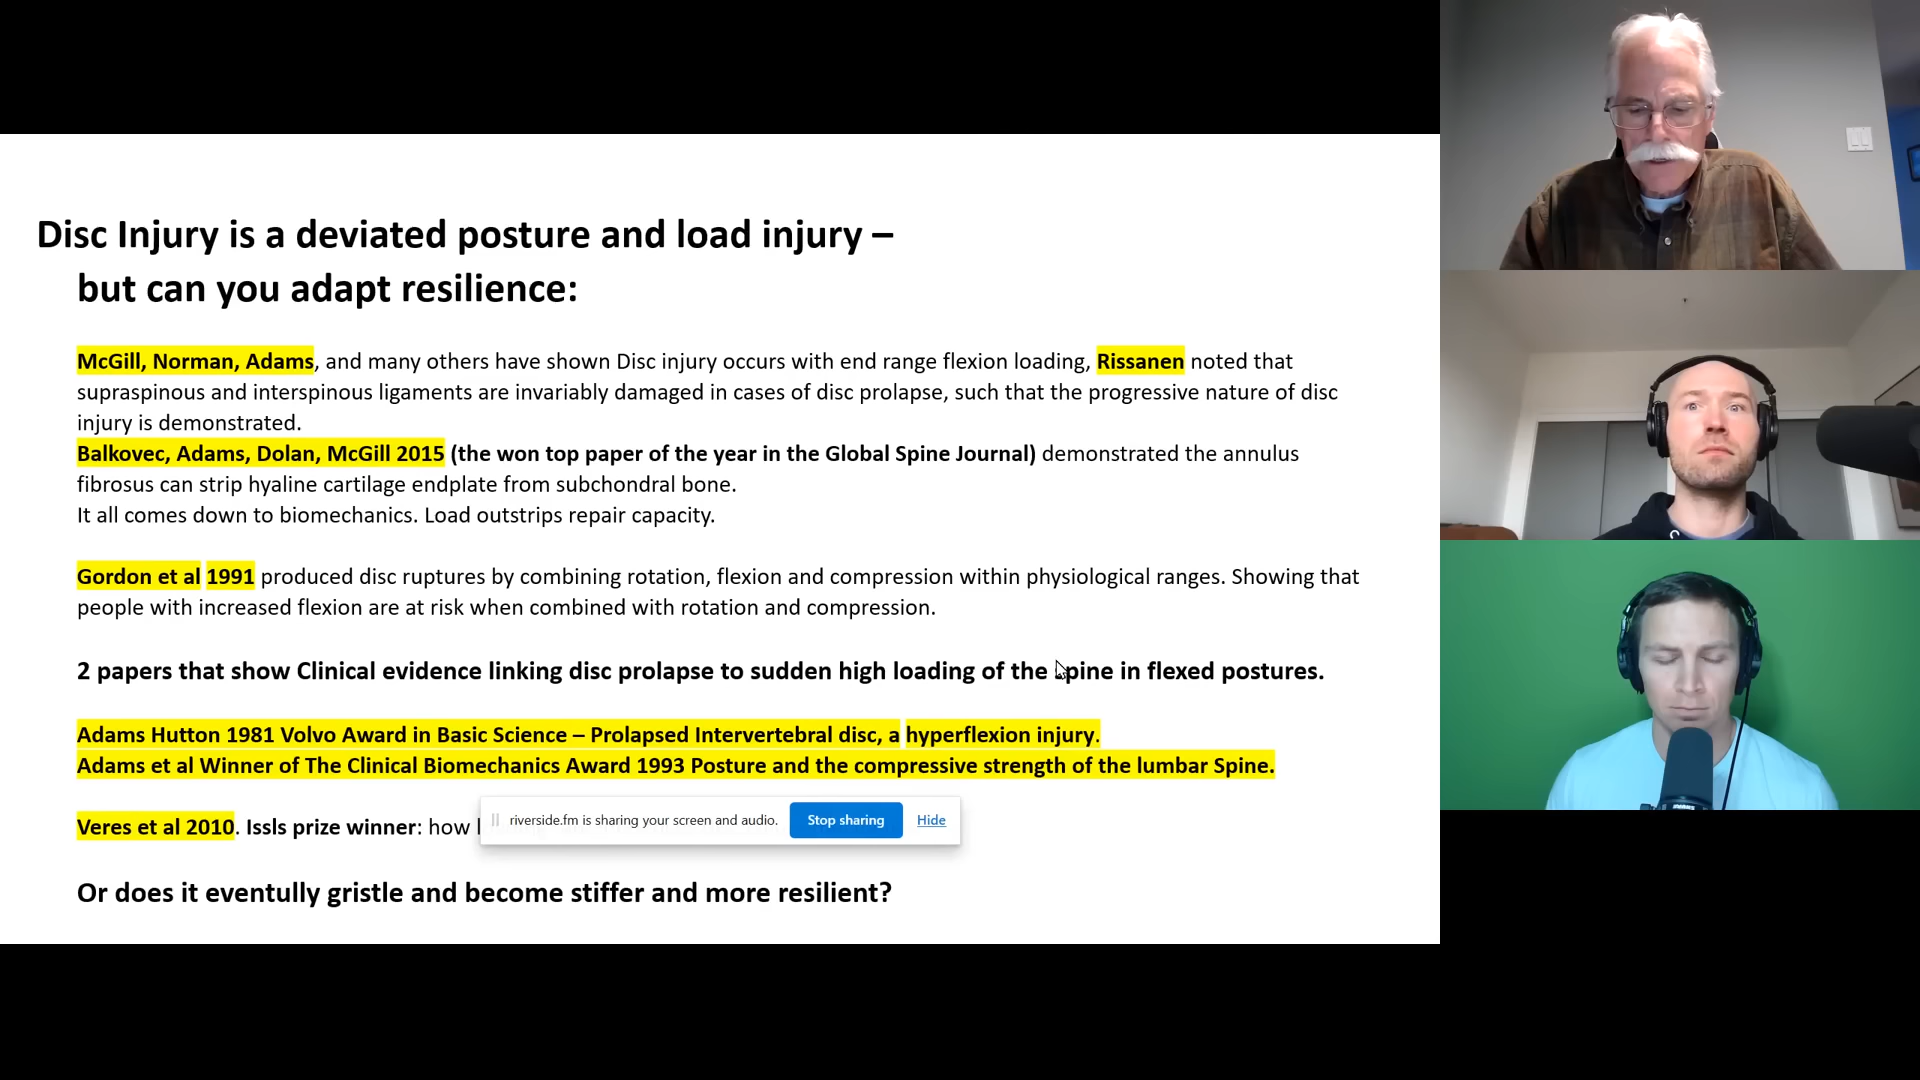 Disc Injury is a deviated posture and load injury –
but can you adapt resilience:
McGill, Norman, Adams, and many others have shown Disc injury occurs with end range flexion loading, Rissanen noted that
supraspinous and interspinous ligaments are invariably damaged in cases of disc prolapse, such that the progressive nature of disc
injury is demonstrated.
Balkovec, Adams, Dolan, McGill 2015 (the won top paper of the year in the Global Spine Journal) demonstrated the annulus
fibrosus can strip hyaline cartilage endplate from subchondral bone.
It all comes down to biomechanics. Load outstrips repair capacity.
Gordon et al 1991 produced disc ruptures by combining rotation, flexion and compression within physiological ranges. Showing that
people with increased flexion are at risk when combined with rotation and compression.
2 papers that show Clinical evidence linking disc prolapse to sudden high loading of the spine in flexed postures.
Adams Hutton 1981 Volvo Award in Basic Science – Prolapsed Intervertebral disc, a hyperflexion injury.
Adams et al Winner of The Clinical Biomechanics Award 1993 Posture and the compressive strength of the lumbar Spine.
Veres et al 2010. Issls prize winner: how
riverside.fm is sharing your screen and audio. Stop sharing Hide
Or does it eventully gristle and become stiffer and more resilient?